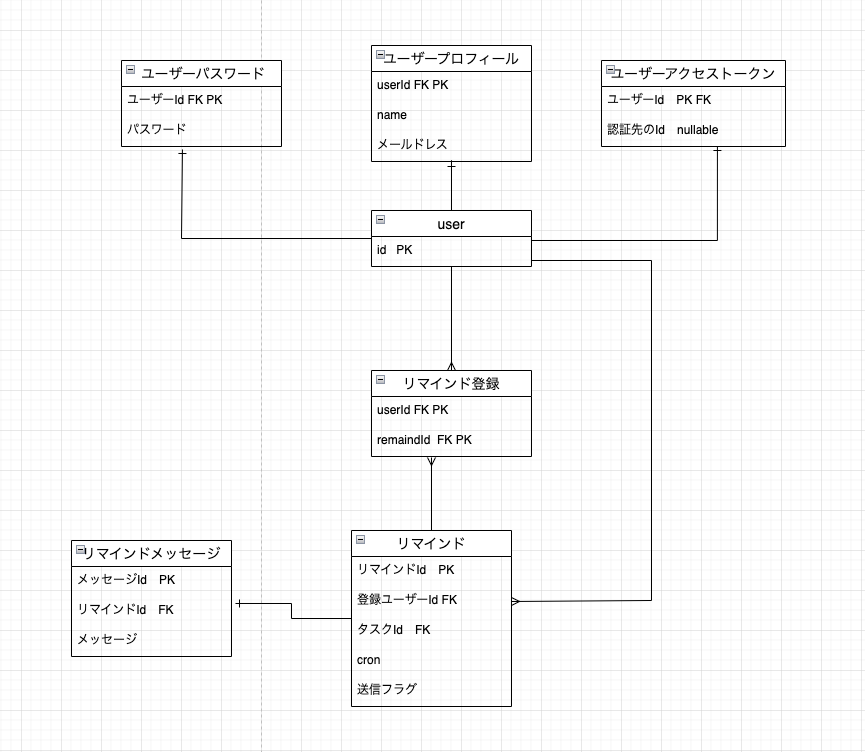 ユーザーパスワード
ユーザーId FK PK
パスワード
ユーザープロフィール
userId FK PK
name
メールドレス
ユーザーアクセストークン
ユーザーId PK FK
認証先のId nullable
user
id PK
リマインド登録
userId FK PK
remaindId FK PK
リマインドメッセージ
メッセージId PK
リマインドId FK
メッセージ
リマインド
リマインドId PK
登録ユーザーId FK
タスクId FK
cron
送信フラグ